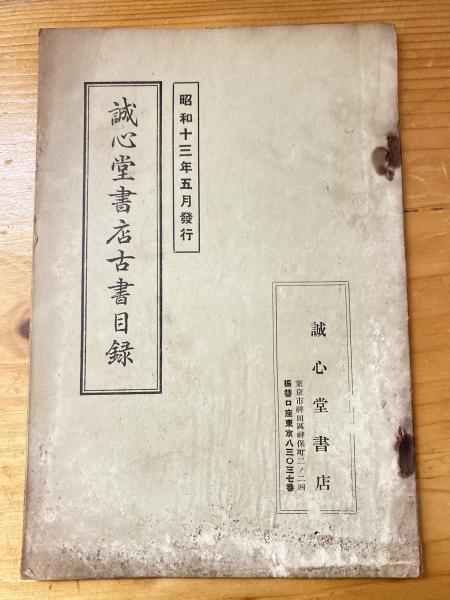 昭和十三年五月發行
誠心堂書店古書目録
誠心堂書店
東京市神田區神保町二ノ二四
振替口座東京八三〇三七番